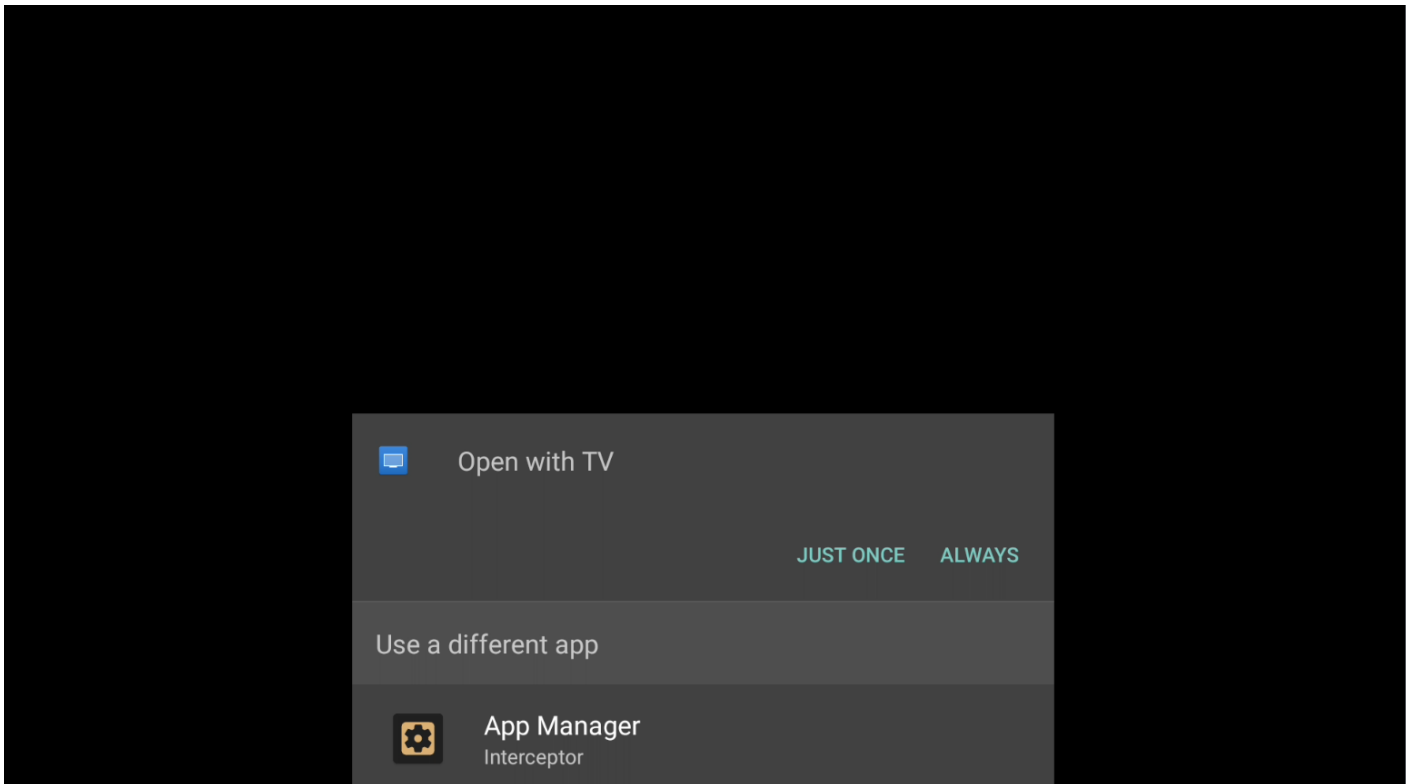 Open with TV
JUST ONCE ALWAYS
Use a different app
App Manager
Interceptor